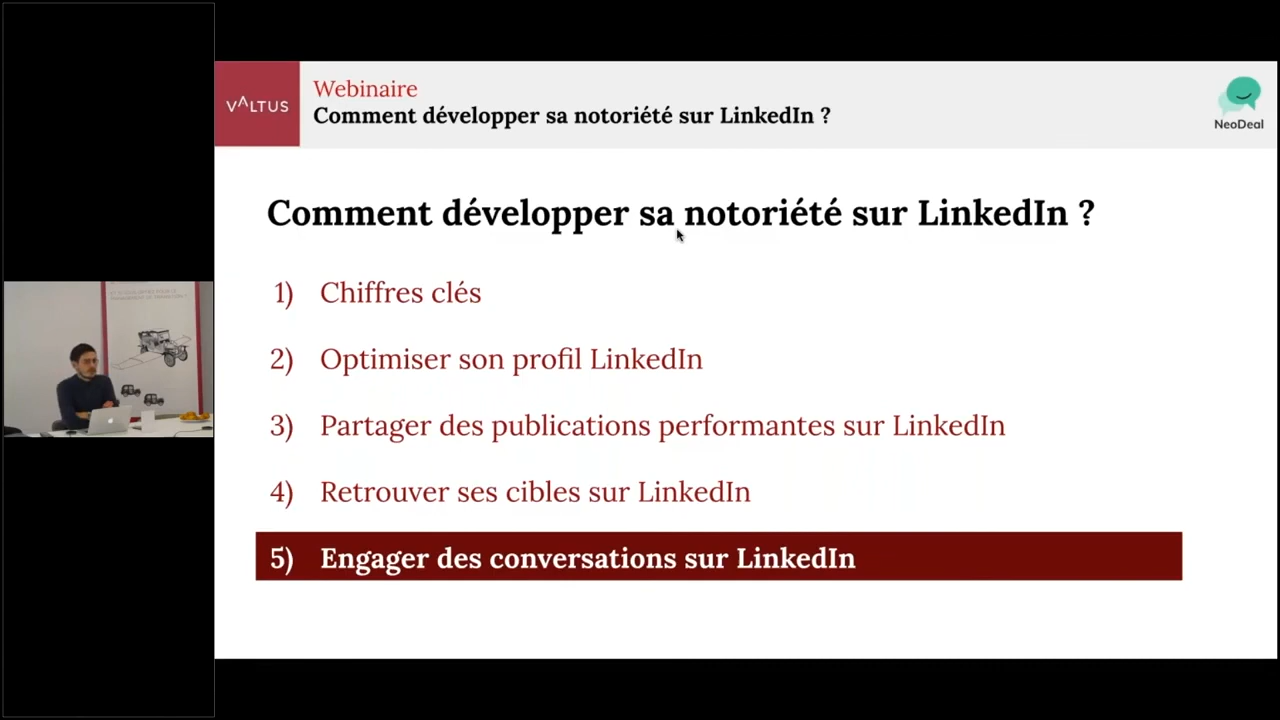 VALTUS
Webinaire
Comment développer sa notoriété sur LinkedIn ?
NeoDeal
Comment développer sa notoriété sur LinkedIn ?
1) Chiffres clés
2) Optimiser son profil LinkedIn
3) Partager des publications performantes sur LinkedIn
4) Retrouver ses cibles sur LinkedIn
5) Engager des conversations sur LinkedIn